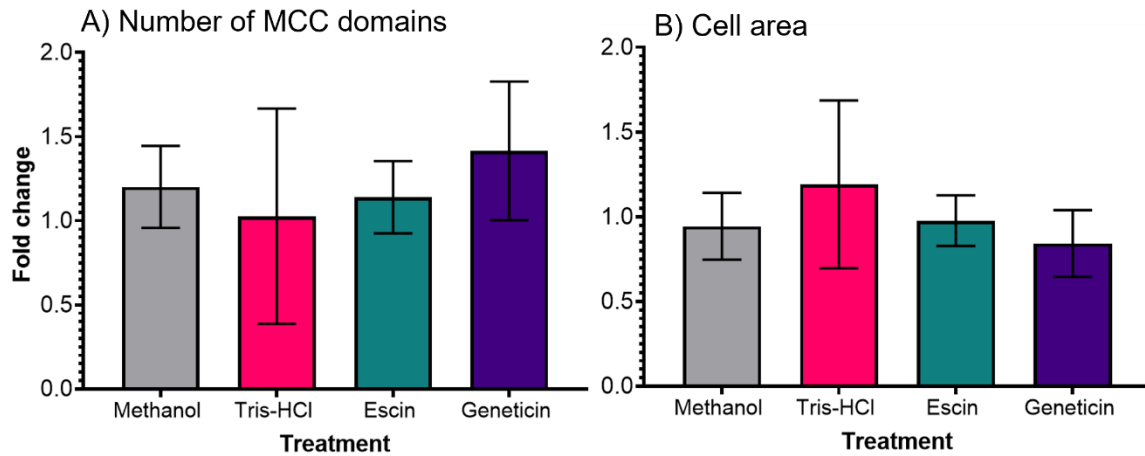 A) Number of MCC domains
Fold change
2.0
1.5
1.0
0.5
0.0
Methanol Tris-HCl Escin Geneticin
Treatment
B) Cell area
2.0
1.5
1.0
0.5
0.0
Methanol Tris-HCl Escin Geneticin
Treatment